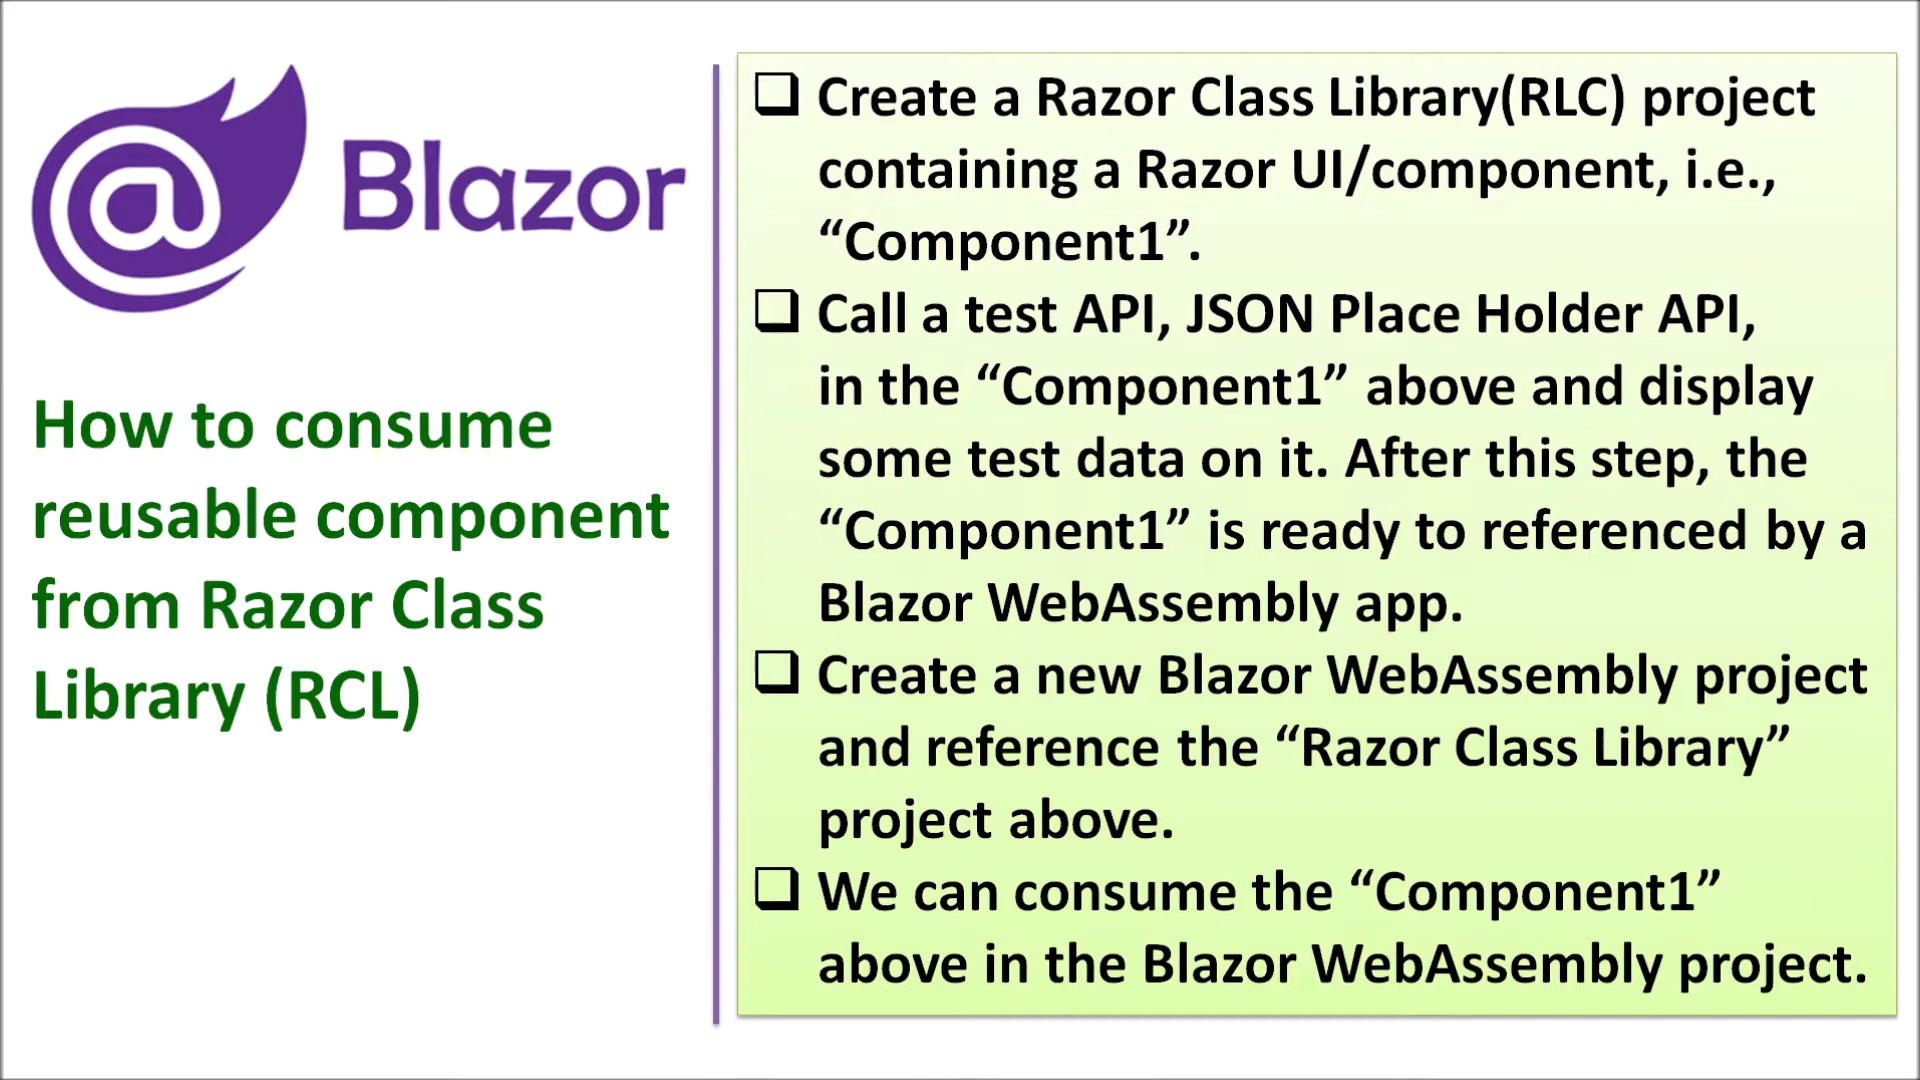 @ Blazor
How to consume
reusable component
from Razor Class
Library (RCL)
❑ Create a Razor Class Library(RLC) project
containing a Razor UI/component, i.e.,
“Component1”.
❑ Call a test API, JSON Place Holder API,
in the “Component1” above and display
some test data on it. After this step, the
“Component1” is ready to referenced by a
Blazor WebAssembly app.
❑ Create a new Blazor WebAssembly project
and reference the “Razor Class Library”
project above.
❑ We can consume the “Component1”
above in the Blazor WebAssembly project.